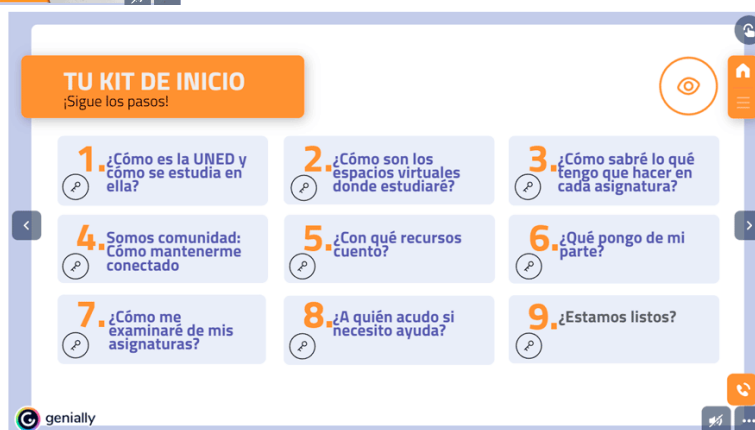 TU KIT DE INICIO
¡Sigue los pasos!
1. ¿Cómo es la UNED y
cómo se estudia en
ella?
2. ¿Cómo son los
espacios virtuales
donde estudiaré?
3. ¿Cómo sabré lo qué
tengo que hacer en
cada asignatura?
4. Somos comunidad:
Cómo mantenerme
conectado
5. ¿Con qué recursos
cuento?
6. ¿Qué pongo de mi
parte?
7. ¿Cómo me
examinaré de mis
asignaturas?
8. ¿A quién acudo si
necesito ayuda?
9. ¿Estamos listos?
G genially